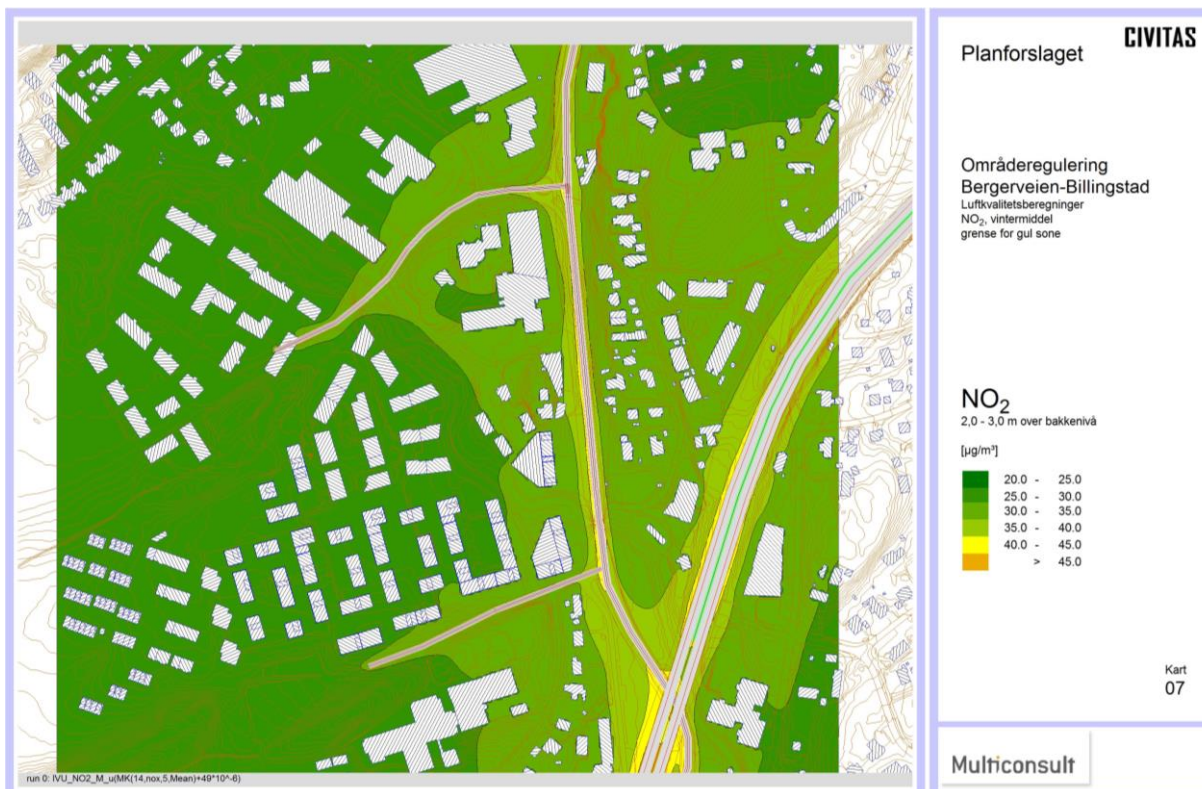 CIVITAS
Planforslaget
Områderegulering
Bergerveien-Billingstad
Luftkvalitetsberegninger
NO₂, vintermiddel
grense for gul sone
NO₂
2,0 - 3,0 m over bakkenivå
[µg/m³]
20.0 - 25.0
25.0 - 30.0
30.0 - 35.0
35.0 - 40.0
40.0 - 45.0
> 45.0
Kart
07
Multiconsult
run 0: IVU_NO2_M_u(MK(14,nox,5,Mean)+49*10^-6)